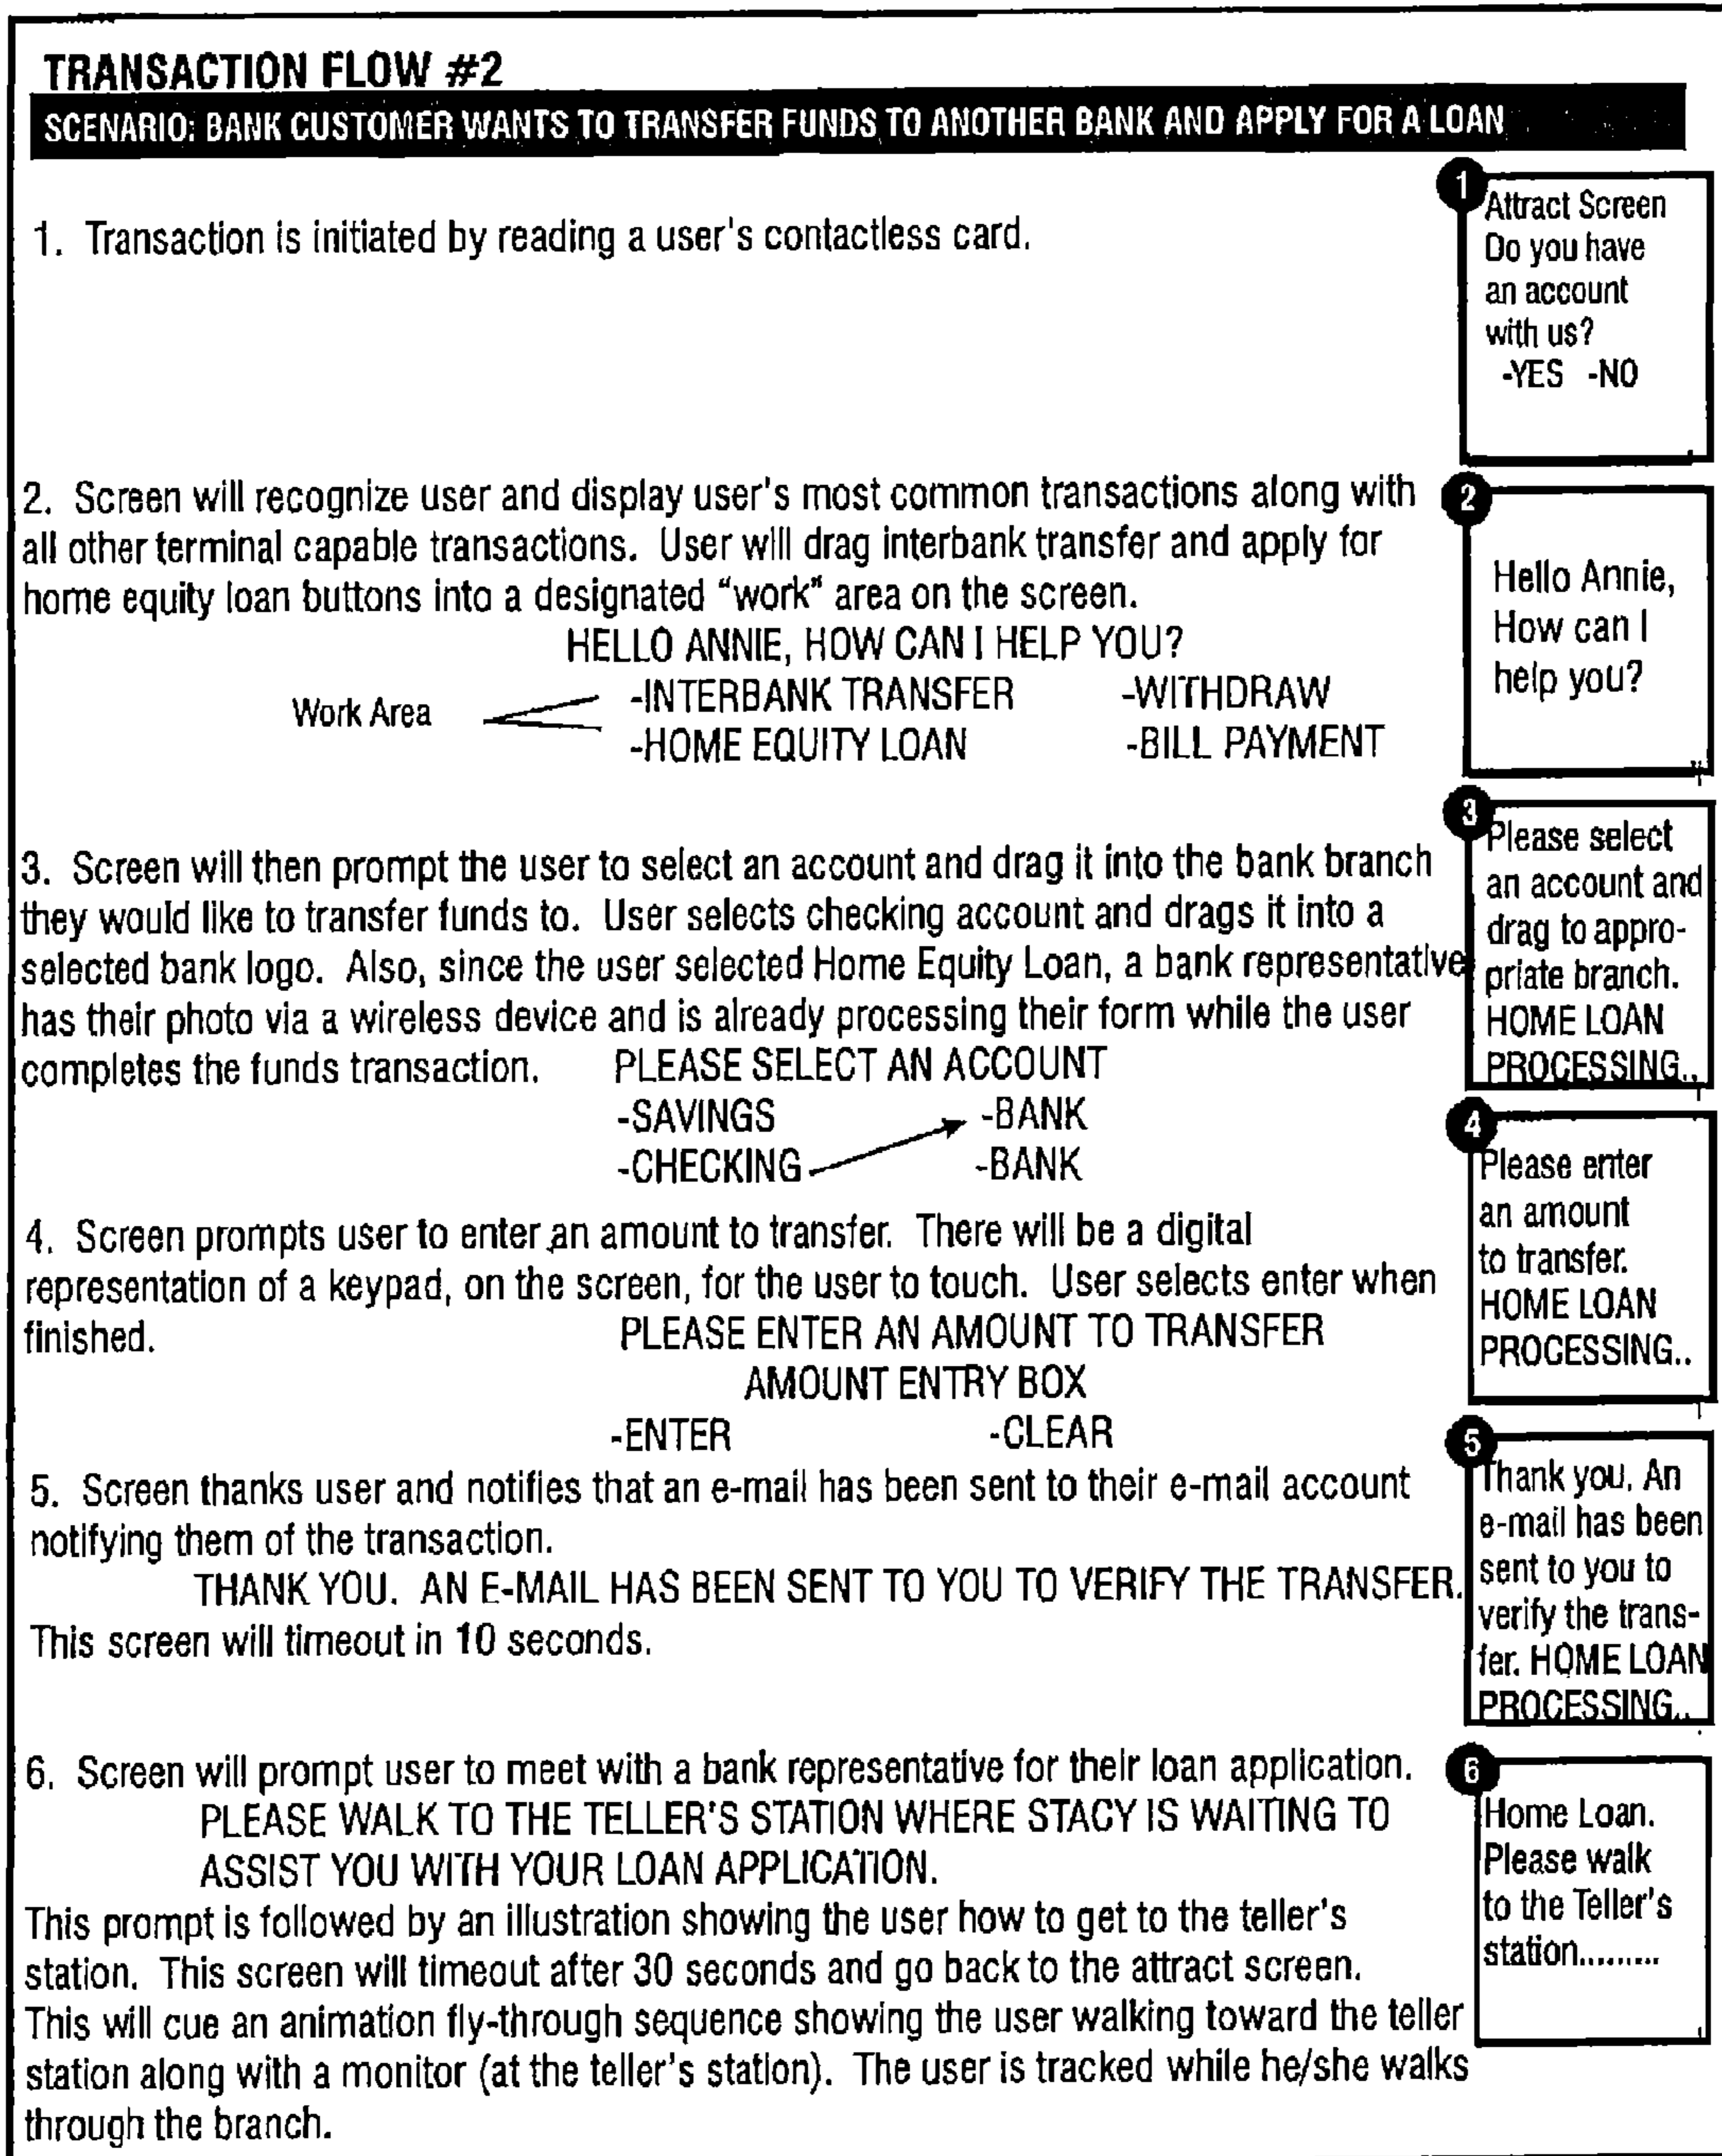 TRANSACTION FLOW #2
SCENARIO: BANK CUSTOMER WANTS TO TRANSFER FUNDS TO ANOTHER BANK AND APPLY FOR A LOAN
1. Transaction is initiated by reading a user's contactless card.
1
Attract Screen
Do you have
an account
with us?
-YES -NO
2. Screen will recognize user and display user's most common transactions along with
all other terminal capable transactions. User will drag interbank transfer and apply for
home equity loan buttons into a designated "work" area on the screen.
HELLO ANNIE, HOW CAN I HELP YOU?
Work Area
-INTERBANK TRANSFER -WITHDRAW
-HOME EQUITY LOAN -BILL PAYMENT
2
Hello Annie,
How can I
help you?
3. Screen will then prompt the user to select an account and drag it into the bank branch
they would like to transfer funds to. User selects checking account and drags it into a
selected bank logo. Also, since the user selected Home Equity Loan, a bank representative
has their photo via a wireless device and is already processing their form while the user
completes the funds transaction. PLEASE SELECT AN ACCOUNT
-SAVINGS -BANK
-CHECKING -BANK
3
Please select
an account and
drag to appro-
priate branch.
HOME LOAN
PROCESSING..
4. Screen prompts user to enter an amount to transfer. There will be a digital
representation of a keypad, on the screen, for the user to touch. User selects enter when
finished. PLEASE ENTER AN AMOUNT TO TRANSFER
AMOUNT ENTRY BOX
-ENTER -CLEAR
4
Please enter
an amount
to transfer.
HOME LOAN
PROCESSING..
5. Screen thanks user and notifies that an e-mail has been sent to their e-mail account
notifying them of the transaction.
THANK YOU. AN E-MAIL HAS BEEN SENT TO YOU TO VERIFY THE TRANSFER.
This screen will timeout in 10 seconds.
5
Thank you. An
e-mail has been
sent to you to
verify the trans-
fer. HOME LOAN
PROCESSING..
6. Screen will prompt user to meet with a bank representative for their loan application.
PLEASE WALK TO THE TELLER'S STATION WHERE STACY IS WAITING TO
ASSIST YOU WITH YOUR LOAN APPLICATION.
This prompt is followed by an illustration showing the user how to get to the teller's
station. This screen will timeout after 30 seconds and go back to the attract screen.
This will cue an animation fly-through sequence showing the user walking toward the teller
station along with a monitor (at the teller's station). The user is tracked while he/she walks
through the branch.
6
Home Loan.
Please walk
to the Teller's
station.........